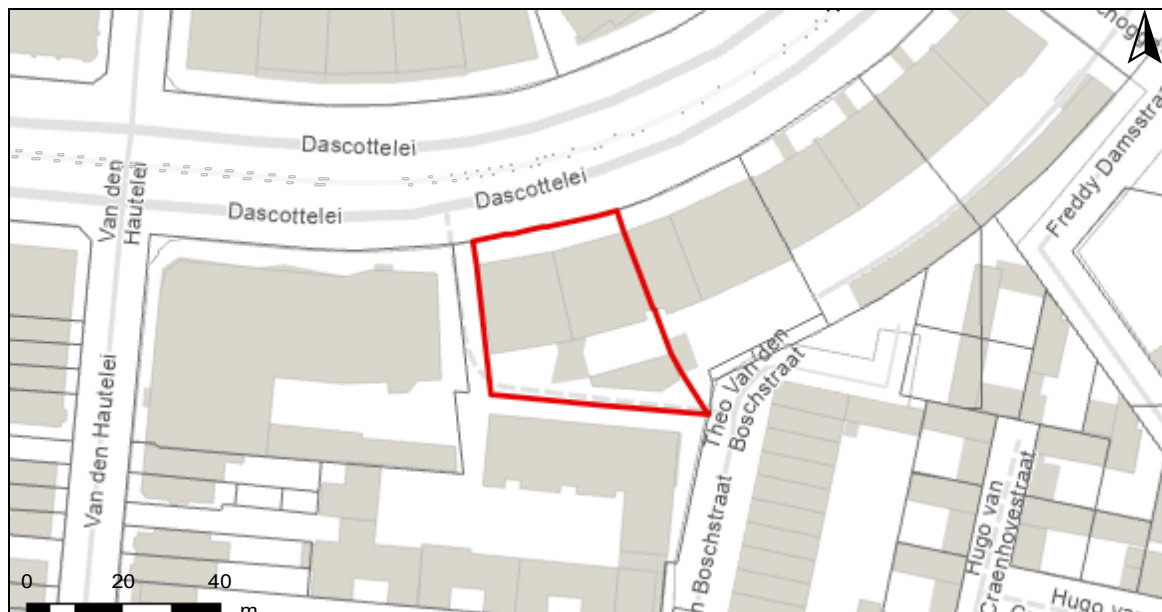 Dascottelei
Dascottelei
Dascottelei
Van den
Hautelei
Van den Hautelei
Freddy Damsstraat
Theo Van den
Boschstraat
Boschstraat
Hugo van
Craenhovestraat
Hugo van
0 20 40
m